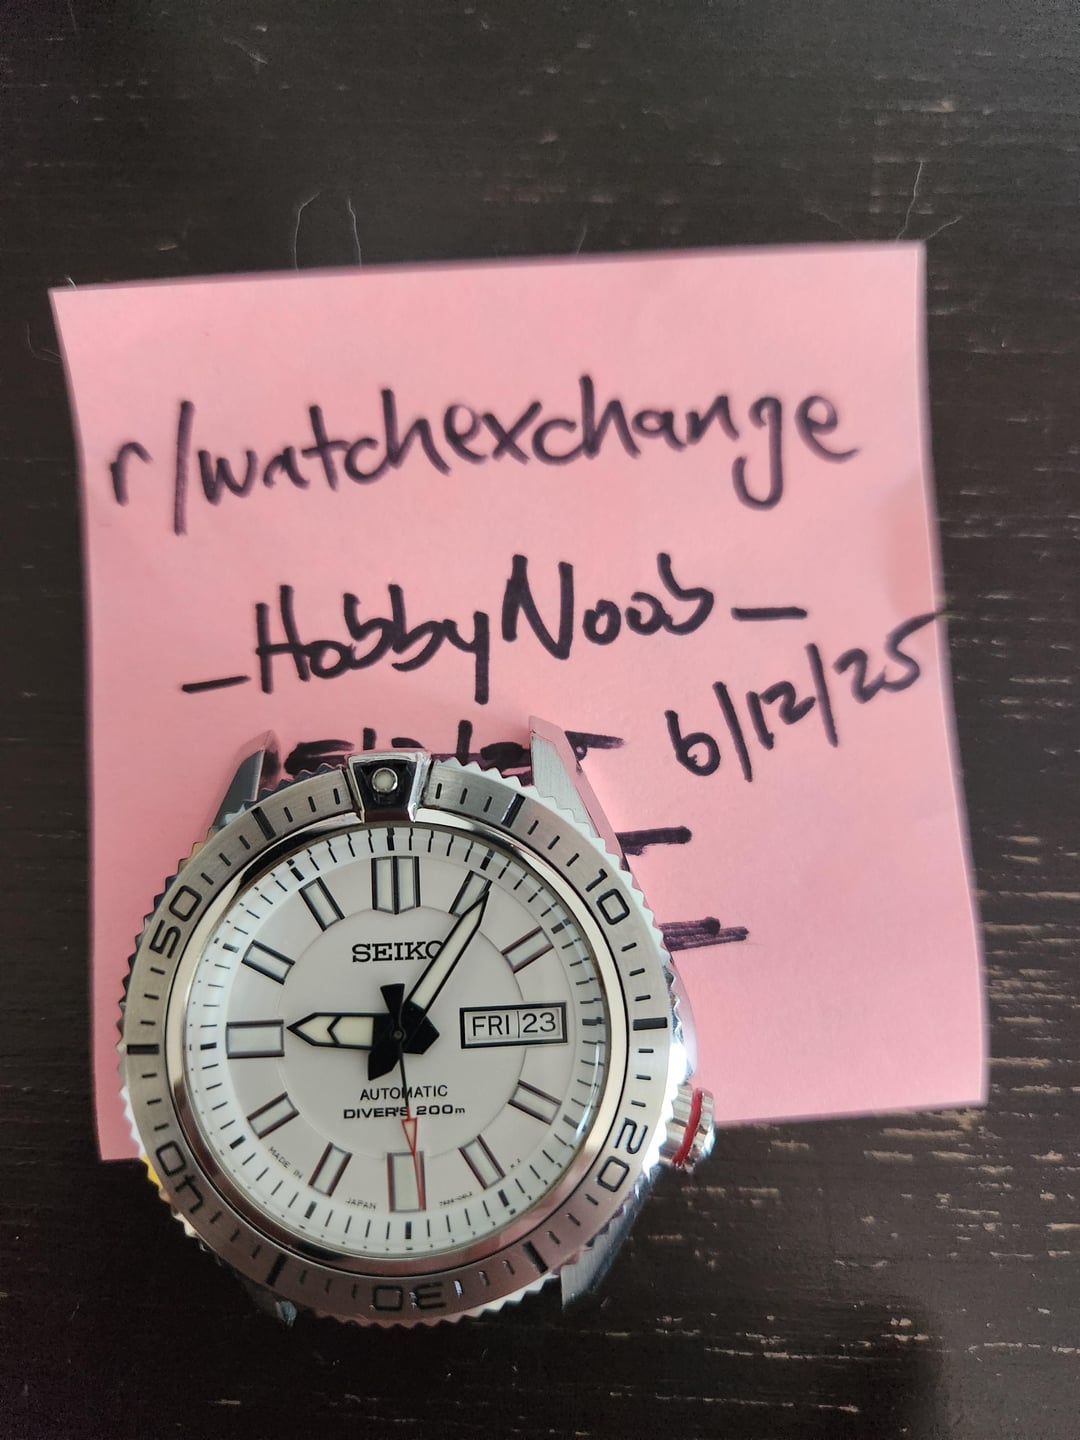 r/watchexchange
_HobbyNoob_
6/12/25
10
50
SEIKO
FRI 23
AUTOMATIC
DIVER'S 200m
20
40
MADE IN
JAPAN
30